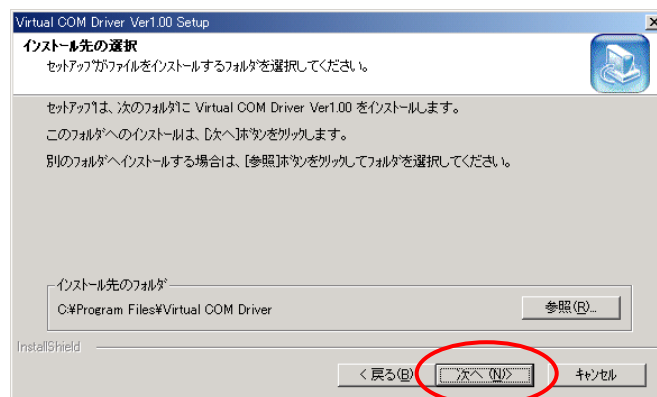 Virtual COM Driver Ver1.00 Setup
インストール先の選択
セットアップがファイルをインストールするフォルダを選択してください。
セットアップは、次のフォルダに Virtual COM Driver Ver1.00 をインストールします。
このフォルダへのインストールは、[次へ]ボタンをクリックします。
別のフォルダへインストールする場合は、[参照]ボタンをクリックしてフォルダを選択してください。
インストール先のフォルダ
C:¥Program Files¥Virtual COM Driver
参照(R)...
InstallShield
< 戻る(B)
次へ (N)>
キャンセル